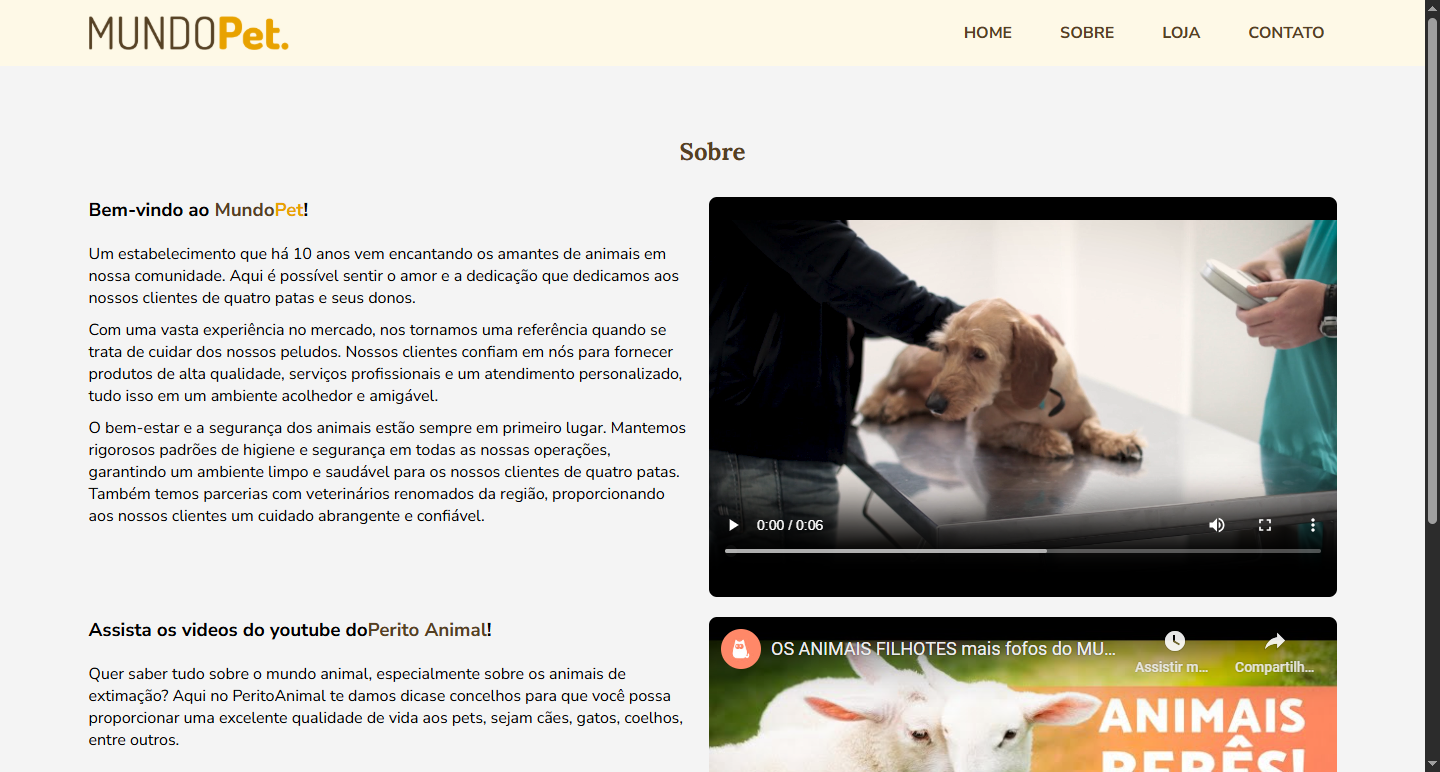 MUNDOPet.
HOME SOBRE LOJA CONTATO
Sobre
Bem-vindo ao MundoPet!
Um estabelecimento que há 10 anos vem encantando os amantes de animais em
nossa comunidade. Aqui é possível sentir o amor e a dedicação que dedicamos aos
nossos clientes de quatro patas e seus donos.
Com uma vasta experiência no mercado, nos tornamos uma referência quando se
trata de cuidar dos nossos peludos. Nossos clientes confiam em nós para fornecer
produtos de alta qualidade, serviços profissionais e um atendimento personalizado,
tudo isso em um ambiente acolhedor e amigável.
O bem-estar e a segurança dos animais estão sempre em primeiro lugar. Mantemos
rigorosos padrões de higiene e segurança em todas as nossas operações,
garantindo um ambiente limpo e saudável para os nossos clientes de quatro patas.
Também temos parcerias com veterinários renomados da região, proporcionando
aos nossos clientes um cuidado abrangente e confiável.
0:00 / 0:06
Assista os videos do youtube doPerito Animal!
Quer saber tudo sobre o mundo animal, especialmente sobre os animais de
extimação? Aqui no PeritoAnimal te damos dicase concelhos para que você possa
proporcionar uma excelente qualidade de vida aos pets, sejam cães, gatos, coelhos,
entre outros.
OS ANIMAIS FILHOTES mais fofos do MU...
Assistir m...
Compartilh...
ANIMAIS
BEBÊS!